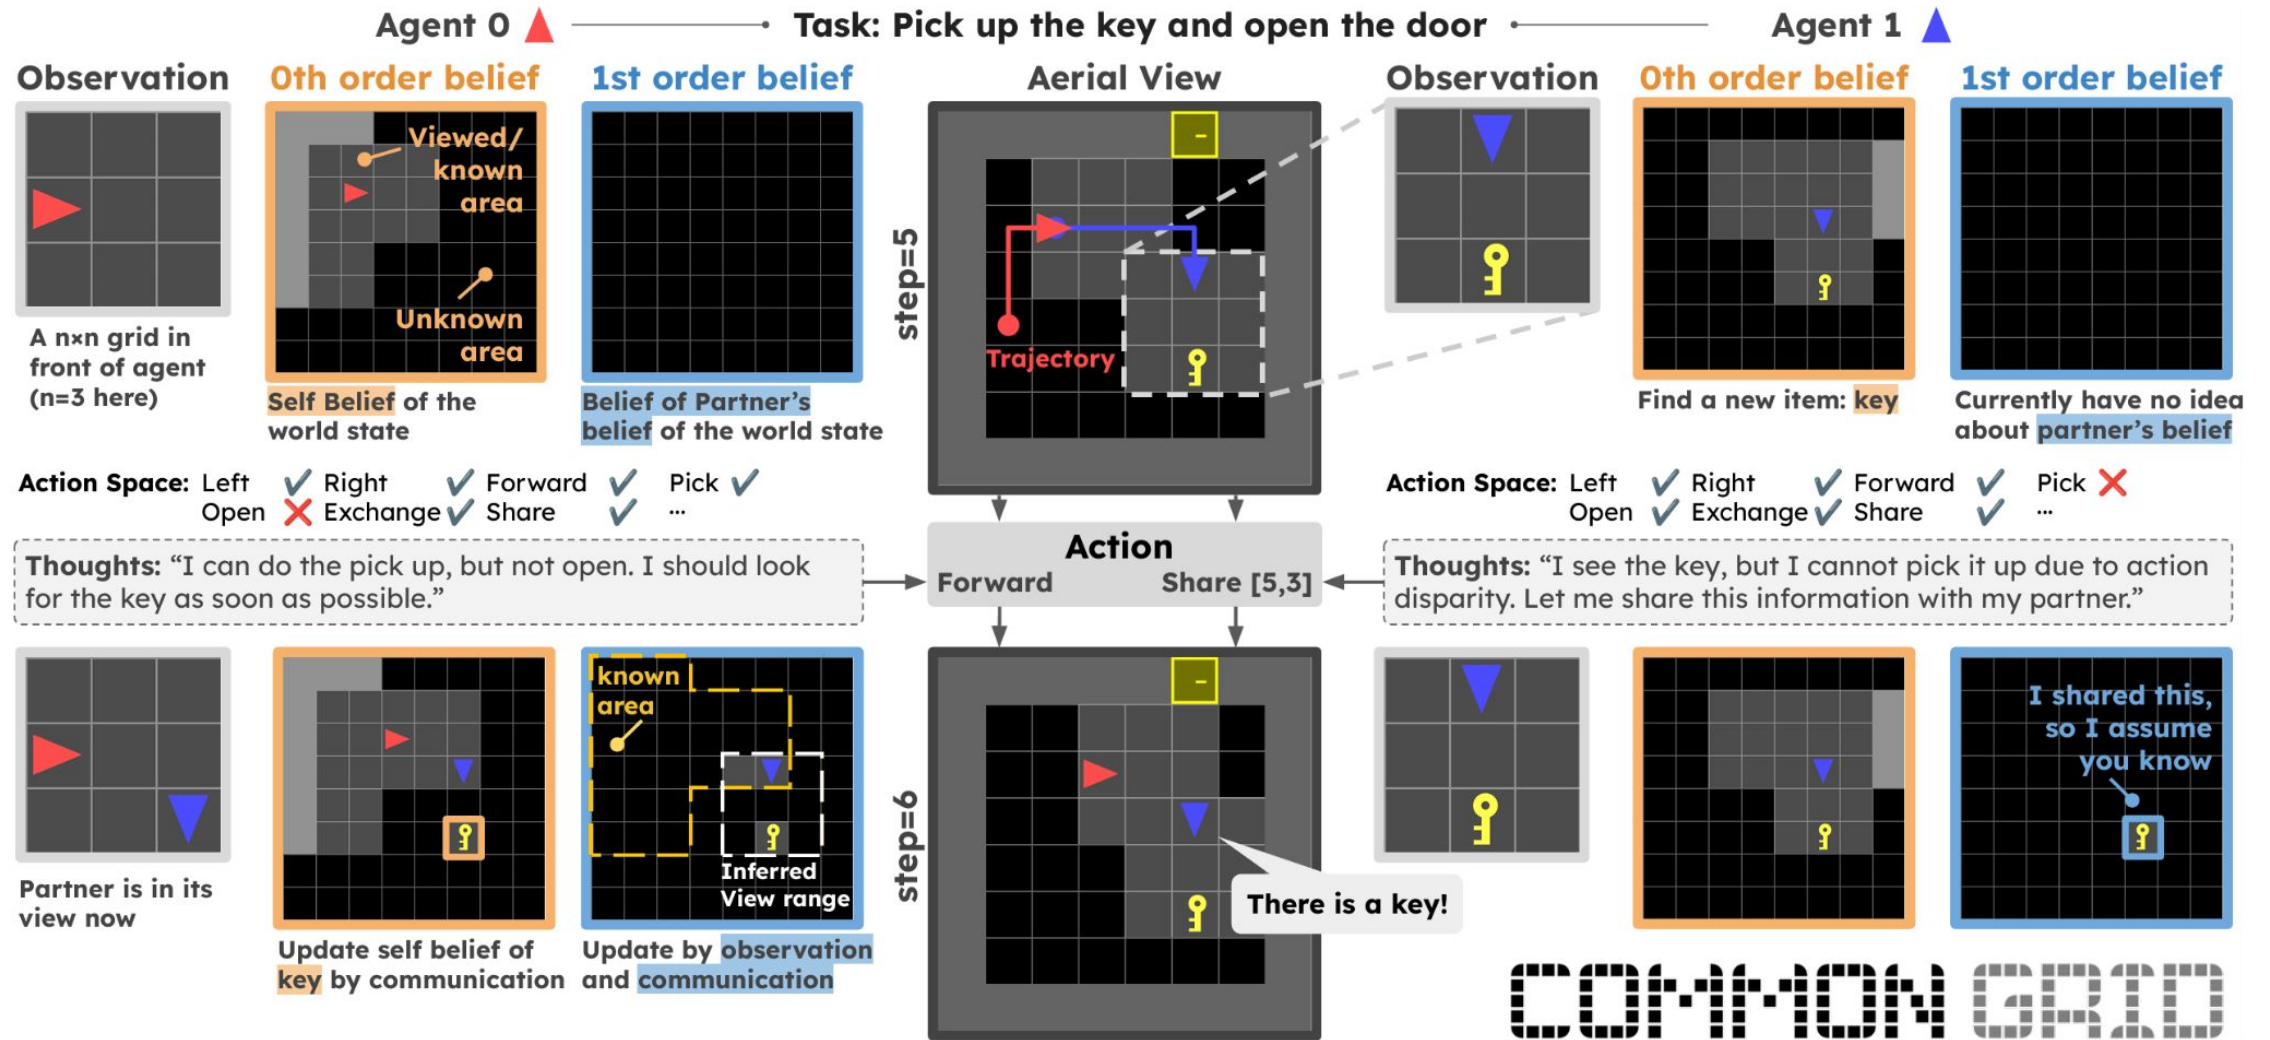 Agent 0
Task: Pick up the key and open the door
Agent 1
Observation
0th order belief
1st order belief
Aerial View
Observation
0th order belief
1st order belief
Viewed/
known
area
Unknown
area
step=5
Trajectory
A n×n grid in
front of agent
(n=3 here)
Self Belief of the
world state
Belief of Partner's
belief of the world state
Find a new item: key
Currently have no idea
about partner's belief
Action Space: Left ✓ Right ✓ Forward ✓ Pick ✓
Open ❌ Exchange ✓ Share ✓ ...
Action Space: Left ✓ Right ✓ Forward ✓ Pick ❌
Open ✓ Exchange ✓ Share ✓ ...
Thoughts: “I can do the pick up, but not open. I should look
for the key as soon as possible.”
Action
Forward Share [5,3]
Thoughts: “I see the key, but I cannot pick it up due to action
disparity. Let me share this information with my partner.”
known
area
Inferred
View range
step=6
There is a key!
I shared this,
so I assume
you know
Partner is in its
view now
Update self belief of
key by communication
Update by observation
and communication
COMMON GRID